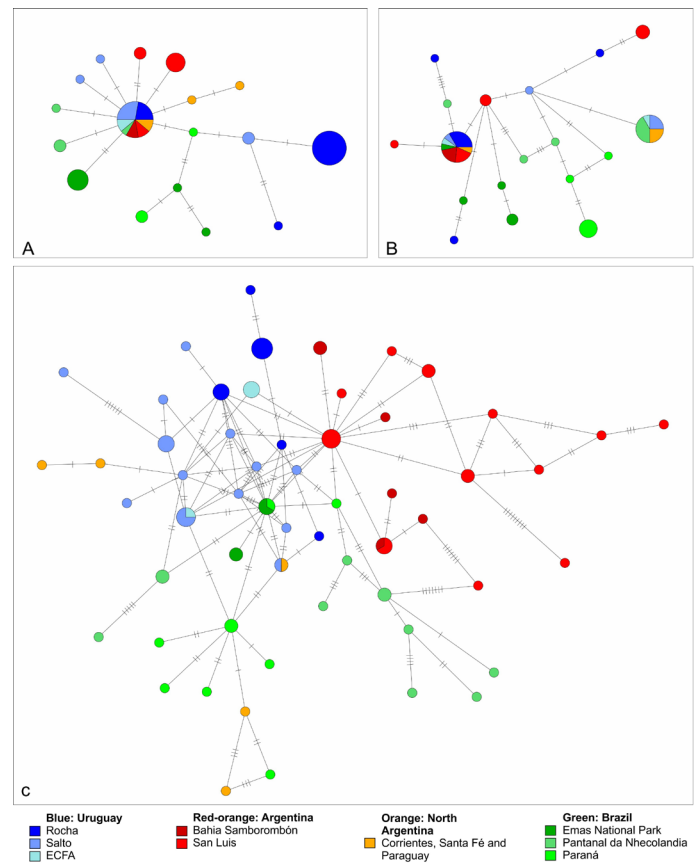 A
B
c
Blue: Uruguay
Rocha
Salto
ECFA
Red-orange: Argentina
Bahia Samborombón
San Luis
Orange: North
Argentina
Corrientes, Santa Fé and
Paraguay
Green: Brazil
Emas National Park
Pantanal da Nhecolandia
Paraná